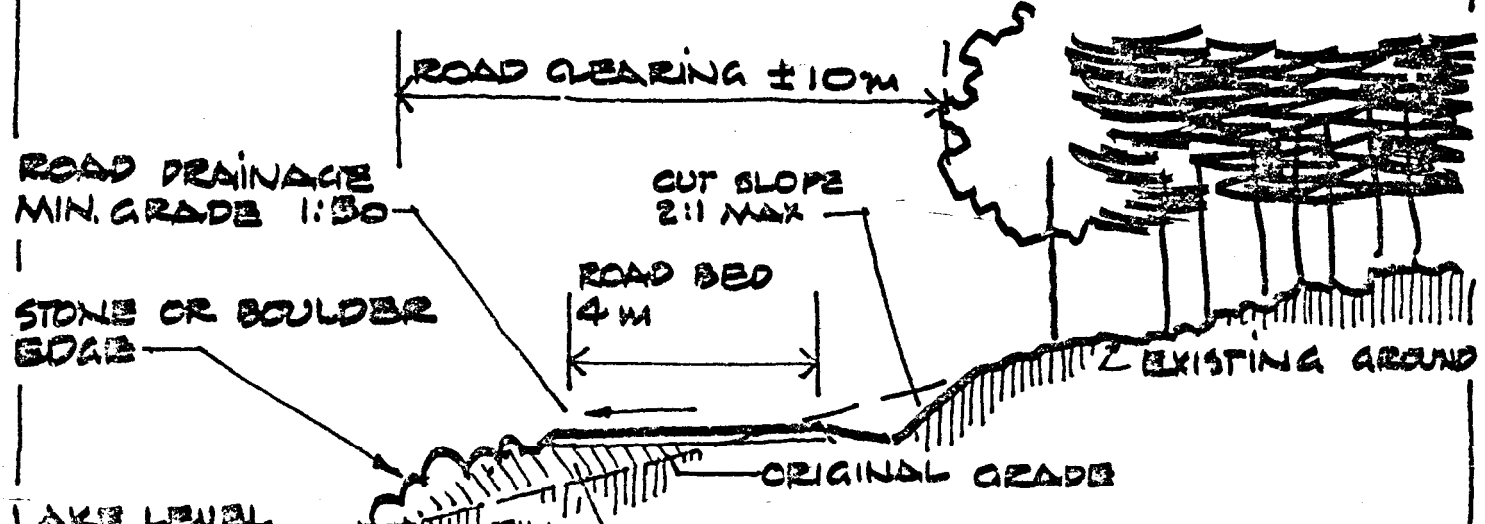 ROAD CLEARING ±10m
ROAD DRAINAGE
MIN. GRADE 1:50
CUT SLOPE
2:1 MAX
ROAD BED
4 m
STONE OR BOULDER
EDGE
EXISTING GROUND
ORIGINAL GRADE
LAKE LEVEL